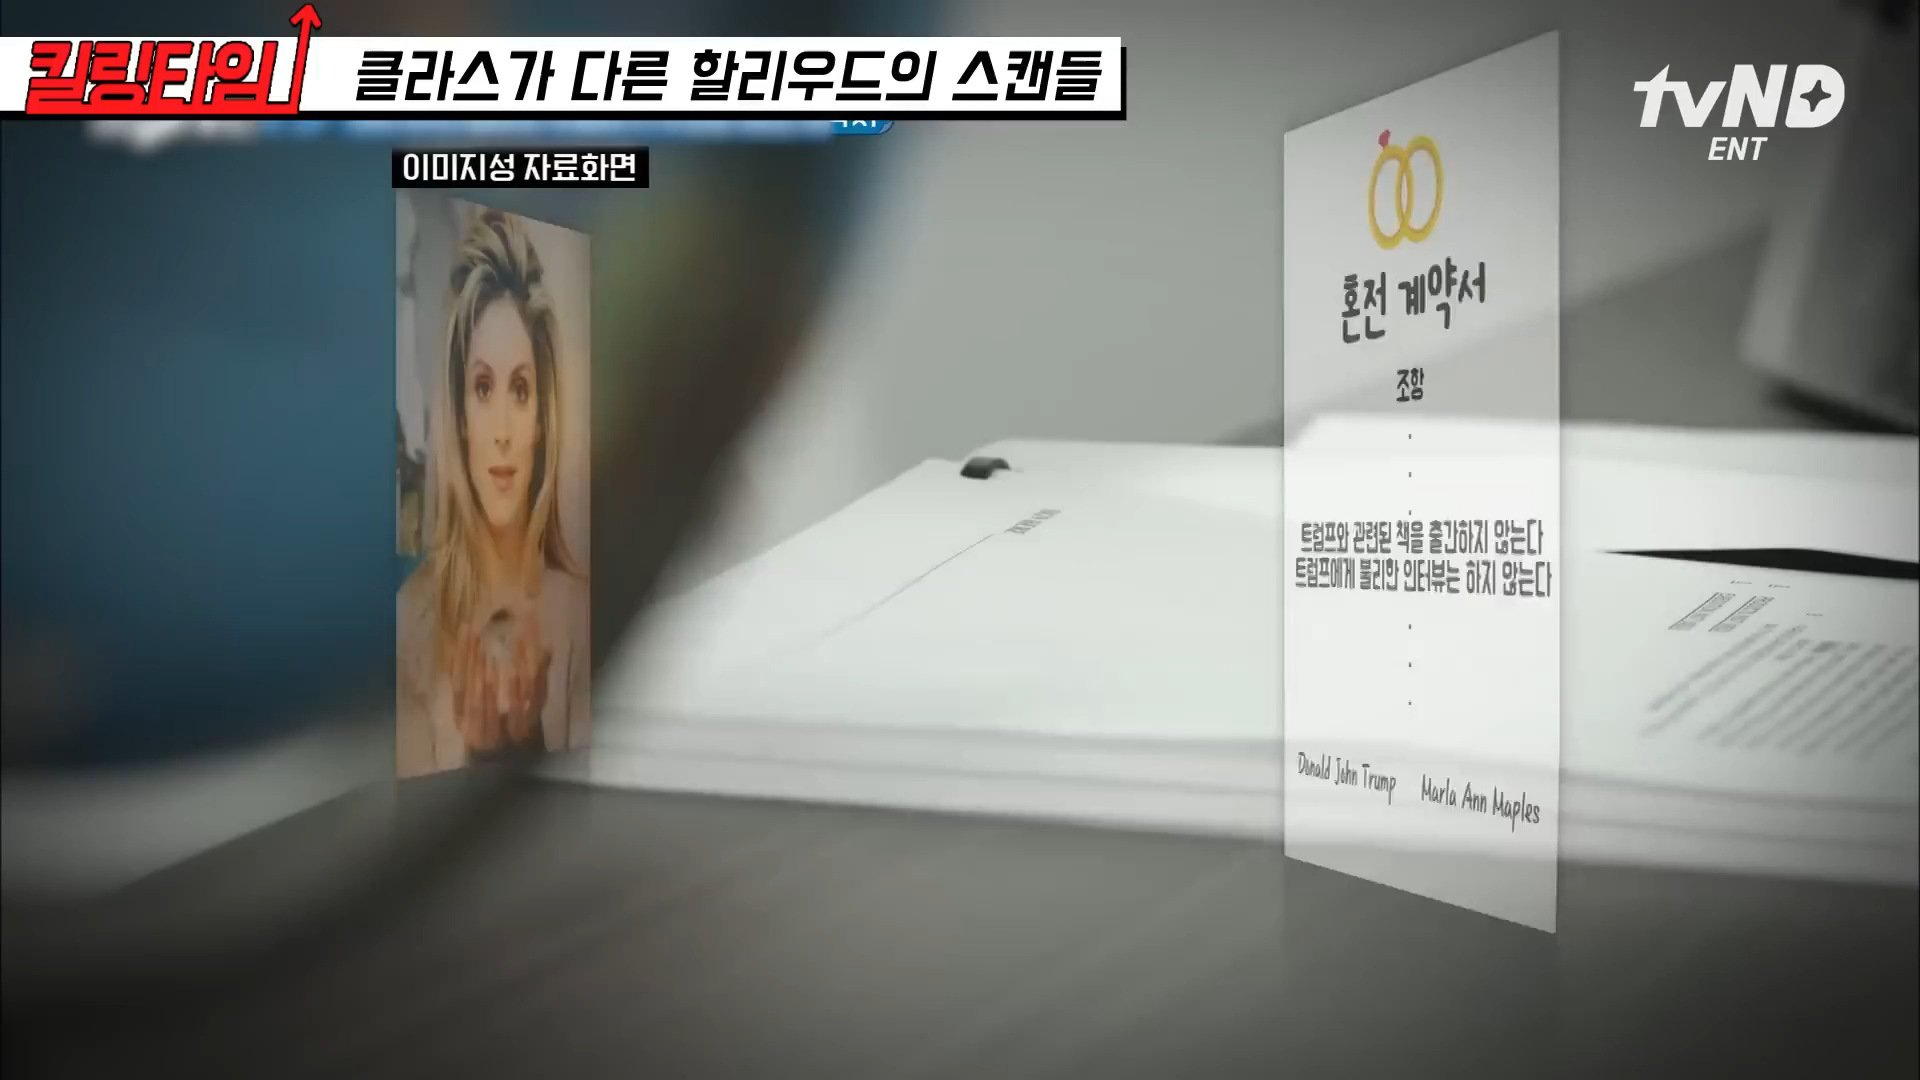 킬링타임
클라스가 다른 할리우드의 스캔들
tvND
ENT
이미지성 자료화면
혼전 계약서
조항
트럼프와 관련된 책을 출간하지 않는다
트럼프에게 불리한 인터뷰는 하지 않는다
Donald John Trump Marla Ann Maples